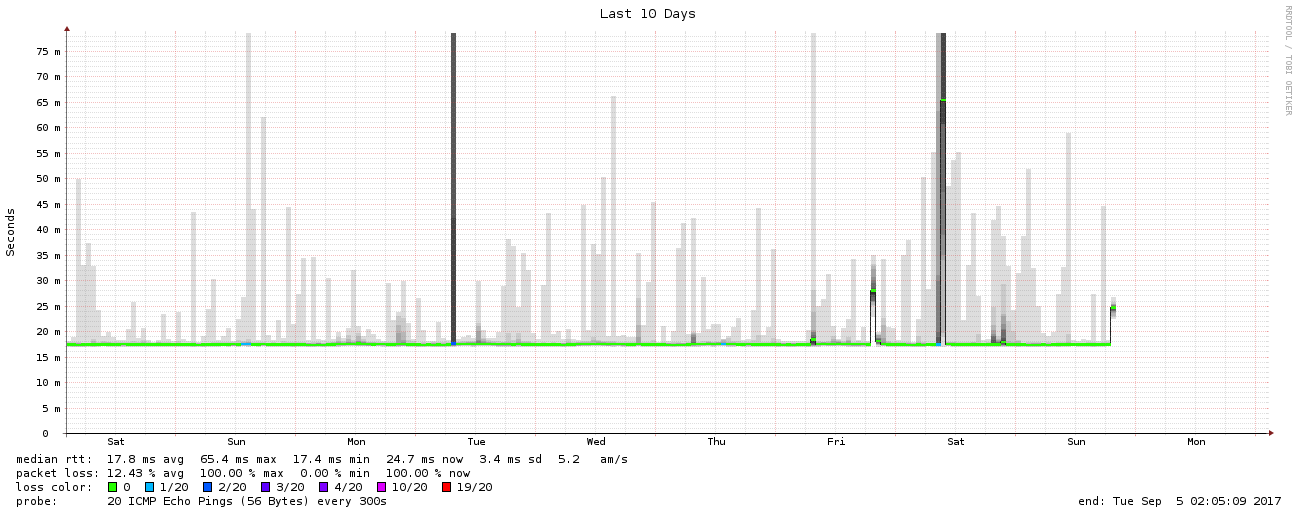 Last 10 Days
RRDTOOL / TOBI OETIKER
Seconds
75 m
70 m
65 m
60 m
55 m
50 m
45 m
40 m
35 m
30 m
25 m
20 m
15 m
10 m
5 m
0
Sat Sun Mon Tue Wed Thu Fri Sat Sun Mon
median rtt: 17.8 ms avg 65.4 ms max 17.4 ms min 24.7 ms now 3.4 ms sd 5.2 am/s
packet loss: 12.43 % avg 100.00 % max 0.00 % min 100.00 % now
loss color: 0 1/20 2/20 3/20 4/20 10/20 19/20
probe: 20 ICMP Echo Pings (56 Bytes) every 300s end: Tue Sep 5 02:05:09 2017